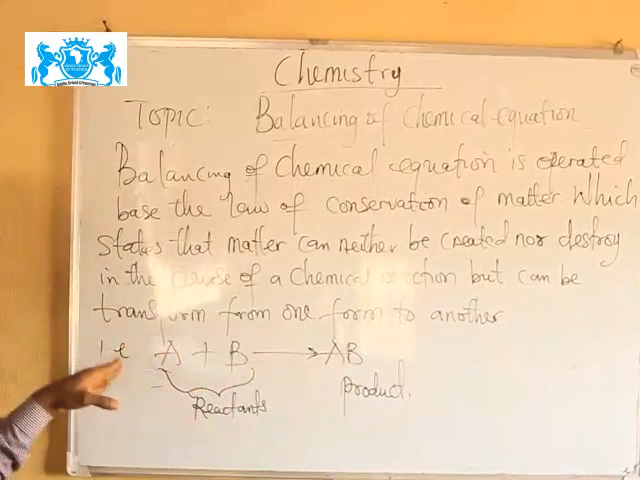 Chemistry
Topic: Balancing of Chemical equation
Balancing of Chemical equation is operated
base the law of conservation of matter Which
states that matter can neither be created nor destroy
in the course of a chemical reaction but can be
transform from one form to another
i.e A + B → AB
Reactants product.